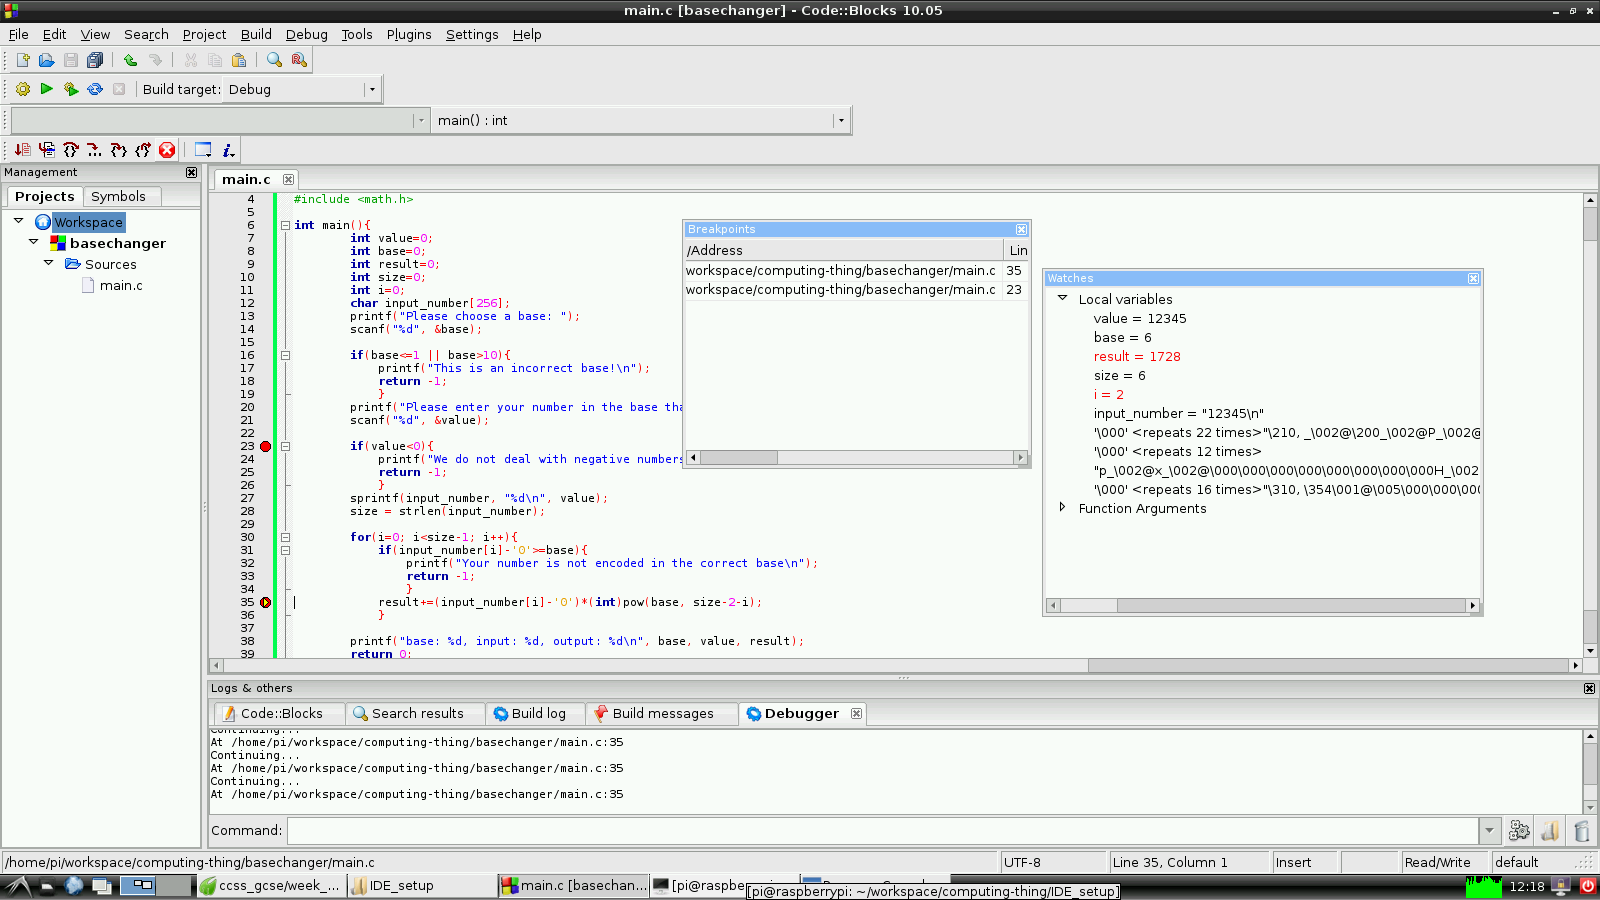 main.c [basechanger] - Code::Blocks 10.05
File Edit View Search Project Build Debug Tools Plugins Settings Help
Build target: Debug
main() : int
Management
Projects Symbols
Workspace
basechanger
Sources
main.c
main.c
4 #include <math.h>
5
6 int main(){
7 int value=0;
8 int base=0;
9 int result=0;
10 int size=0;
11 int i=0;
12 char input_number[256];
13 printf("Please choose a base: ");
14 scanf("%d", &base);
15
16 if(base<=1 || base>10){
17 printf("This is an incorrect base!\n");
18 return -1;
19 }
20 printf("Please enter your number in the base tha
21 scanf("%d", &value);
22
23 if(value<0){
24 printf("We do not deal with negative numbers
25 return -1;
26 }
27 sprintf(input_number, "%d\n", value);
28 size = strlen(input_number);
29
30 for(i=0; i<size-1; i++){
31 if(input_number[i]-'0'>=base){
32 printf("Your number is not encoded in the correct base\n");
33 return -1;
34 }
35 result+=(input_number[i]-'0')*(int)pow(base, size-2-i);
36 }
37
38 printf("base: %d, input: %d, output: %d\n", base, value, result);
39 return 0;
Breakpoints
/Address Lin
workspace/computing-thing/basechanger/main.c 35
workspace/computing-thing/basechanger/main.c 23
Watches
Local variables
value = 12345
base = 6
result = 1728
size = 6
i = 2
input_number = "12345\n"
'\000' <repeats 22 times>"\210, _\002@\200_\002@P_\002@
'\000' <repeats 12 times>
"p_\002@x_\002@\000\000\000\000\000\000\000\000\000H_\002
'\000' <repeats 16 times>"\310, \354\001@\005\000\000\00
Function Arguments
Logs & others
Code::Blocks Search results Build log Build messages Debugger
Continuing...
At /home/pi/workspace/computing-thing/basechanger/main.c:35
Continuing...
At /home/pi/workspace/computing-thing/basechanger/main.c:35
Continuing...
At /home/pi/workspace/computing-thing/basechanger/main.c:35
Command:
/home/pi/workspace/computing-thing/basechanger/main.c UTF-8 Line 35, Column 1 Insert Read/Write default
ccss_gcse/week_... IDE_setup main.c [basechan... [pi@raspbe 12:18
[pi@raspberrypi: ~/workspace/computing-thing/IDE_setup]